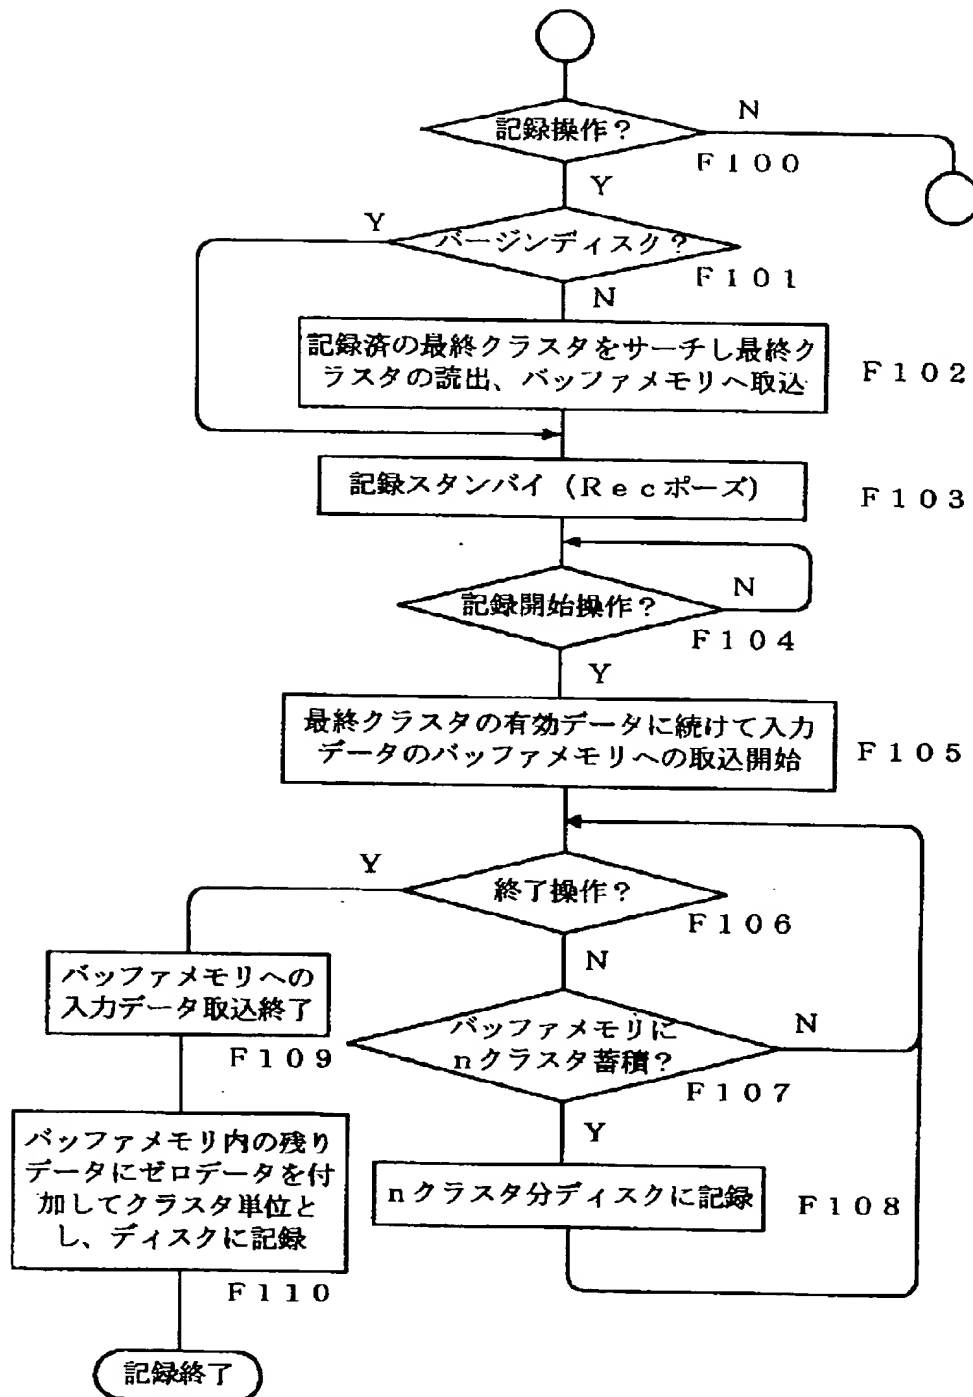 記録操作?
N
F100
Y
Y
バージンディスク?
F101
N
記録済の最終クラスタをサーチし最終ク
ラスタの読出、バッファメモリへ取込
F102
記録スタンバイ (Recポーズ)
F103
記録開始操作?
N
F104
Y
最終クラスタの有効データに続けて入力
データのバッファメモリへの取込開始
F105
Y
終了操作?
F106
N
バッファメモリへの
入力データ取込終了
F109
バッファメモリに
nクラスタ蓄積?
N
F107
Y
バッファメモリ内の残り
データにゼロデータを付
加してクラスタ単位と
し、ディスクに記録
F110
nクラスタ分ディスクに記録
F108
記録終了